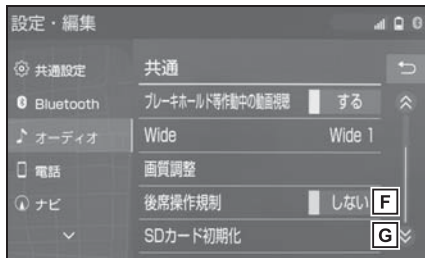 設定・編集
共通設定
Bluetooth
オーディオ
電話
ナビ
共通
ブレーキホールド等作動中の動画視聴 する
Wide Wide 1
画質調整
後席操作規制 しない F
SDカード初期化 G